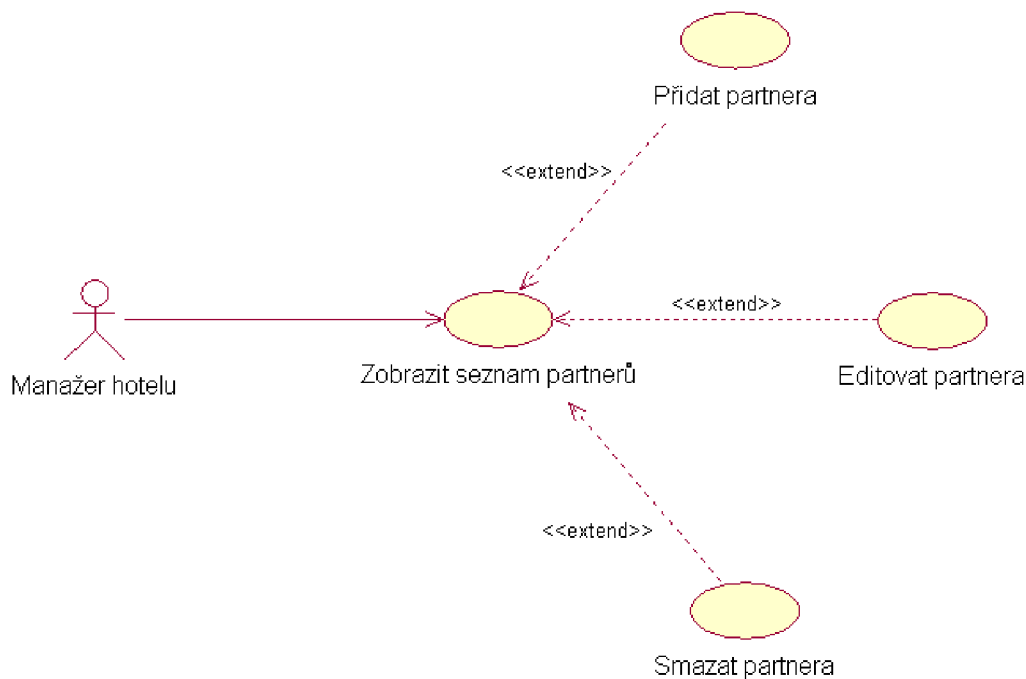 Přidat partnera
<<extend>>
<<extend>>
Manažer hotelu
Zobrazit seznam partnerů
Editovat partnera
<<extend>>
Smazat partnera